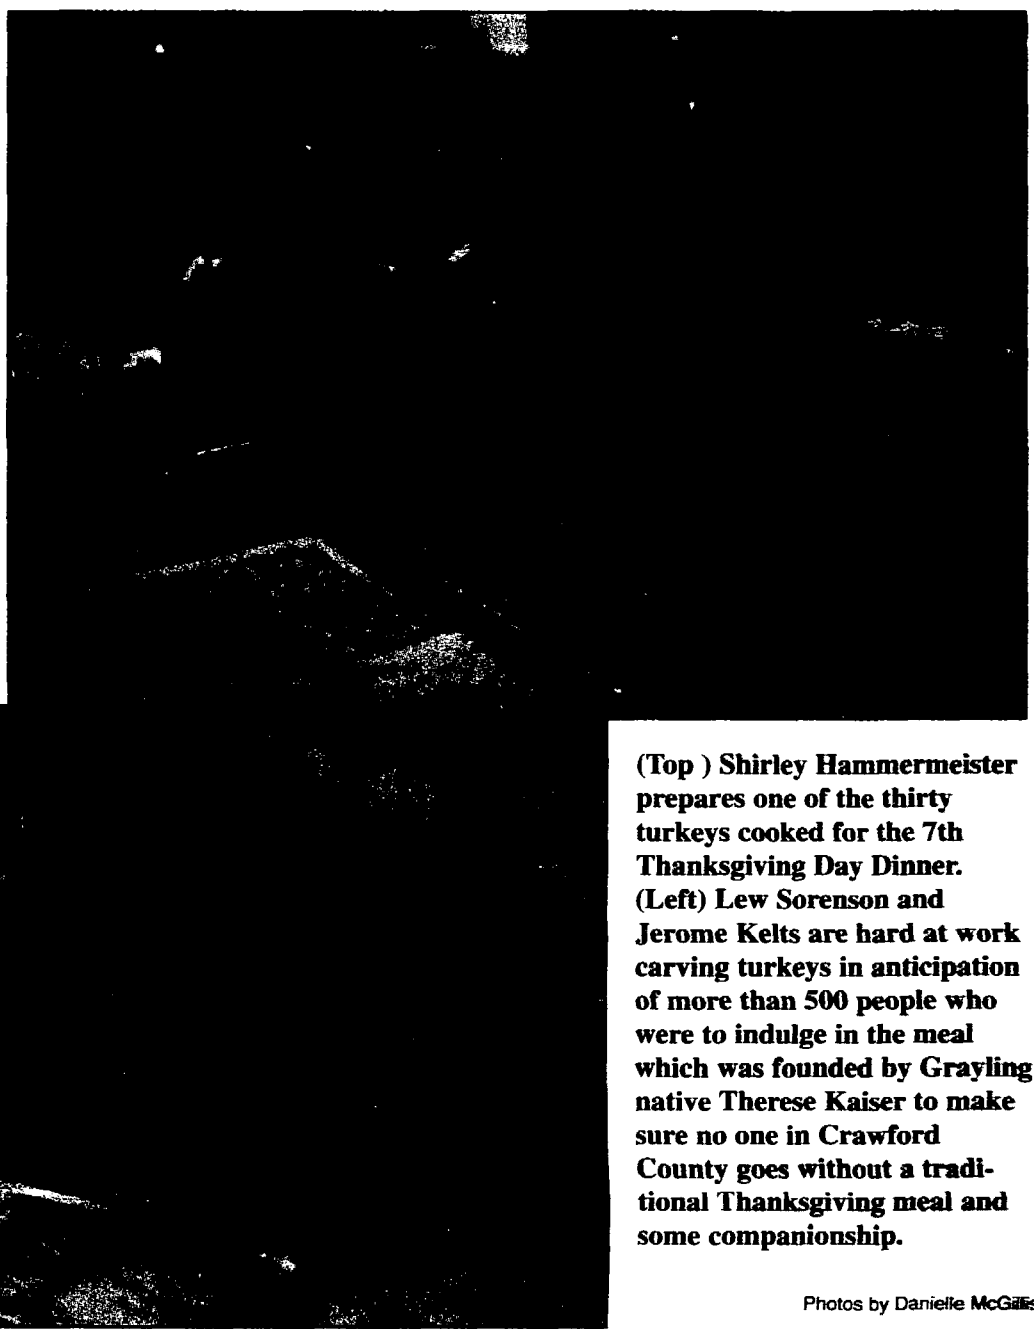 (Top ) Shirley Hammermeister
prepares one of the thirty
turkeys cooked for the 7th
Thanksgiving Day Dinner.
(Left) Lew Sorenson and
Jerome Kelts are hard at work
carving turkeys in anticipation
of more than 500 people who
were to indulge in the meal
which was founded by Grayling
native Therese Kaiser to make
sure no one in Crawford
County goes without a tradi-
tional Thanksgiving meal and
some companionship.
Photos by Danielle McGillis